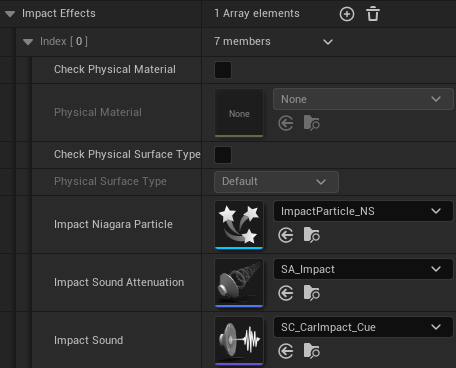 Impact Effects 1 Array elements
Index [ 0 ] 7 members
Check Physical Material
Physical Material None None
Check Physical Surface Type
Physical Surface Type Default
Impact Niagara Particle ImpactParticle_NS
Impact Sound Attenuation SA_Impact
Impact Sound SC_CarImpact_Cue